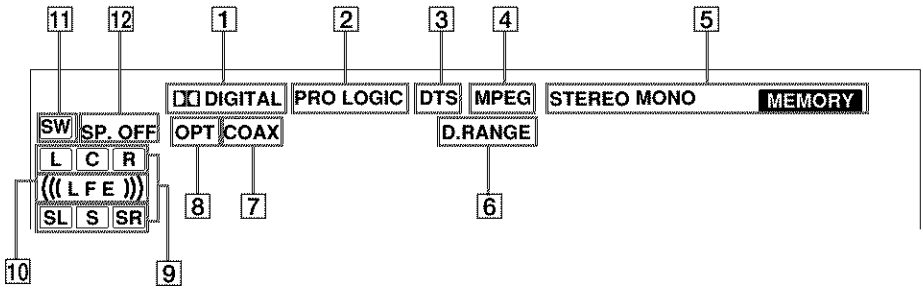 11 12 1 2 3 4 5
DIGITAL PRO LOGIC DTS MPEG STEREO MONO MEMORY
SW SP. OFF OPT COAX D.RANGE
L C R
((( L F E )))
SL S SR
8 7 6
10 9